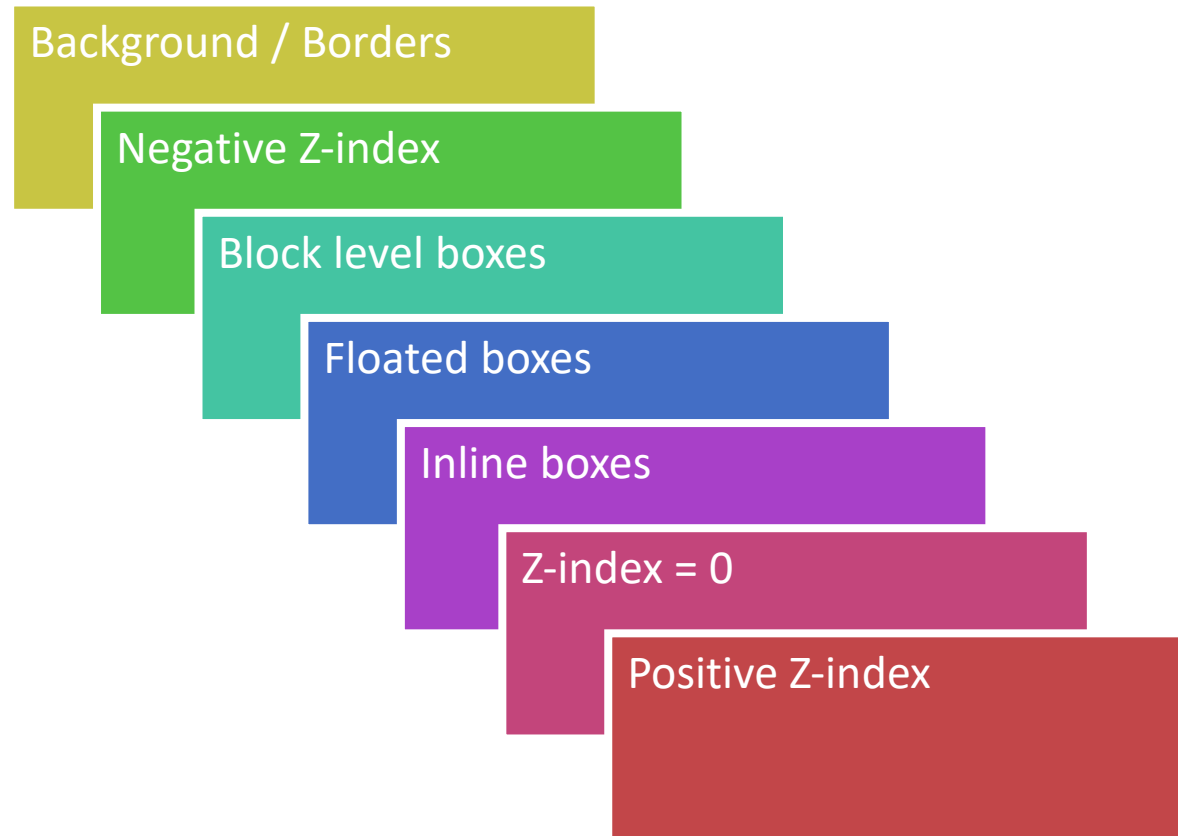 Background / Borders
Negative Z-index
Block level boxes
Floated boxes
Inline boxes
Z-index = 0
Positive Z-index